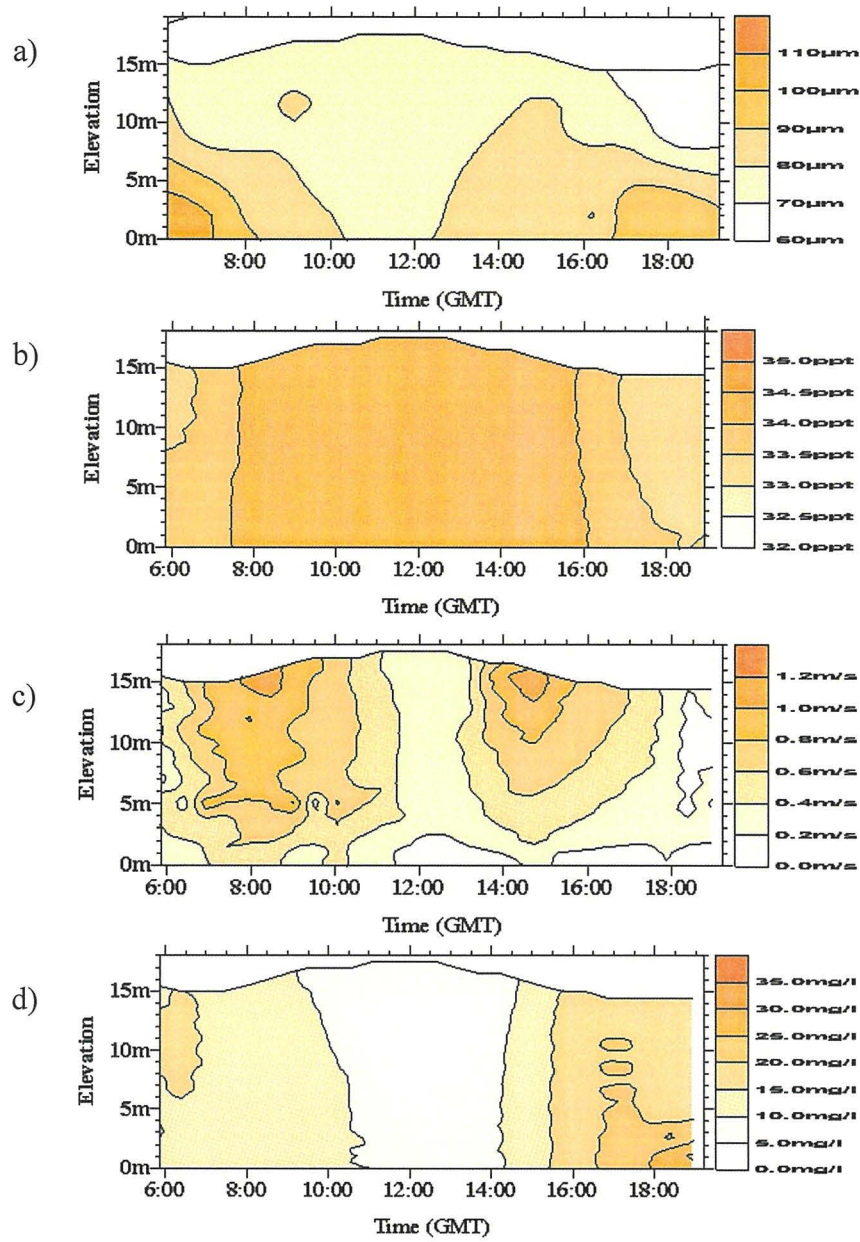 a)
15m
10m
5m
0m
Elevation
8:00 10:00 12:00 14:00 16:00 18:00
Time (GMT)
110µm
100µm
90µm
80µm
70µm
60µm
b)
15m
10m
5m
0m
Elevation
6:00 8:00 10:00 12:00 14:00 16:00 18:00
Time (GMT)
35.0ppt
34.5ppt
34.0ppt
33.5ppt
33.0ppt
32.5ppt
32.0ppt
c)
15m
10m
5m
0m
Elevation
6:00 8:00 10:00 12:00 14:00 16:00 18:00
Time (GMT)
1.2m/s
1.0m/s
0.8m/s
0.6m/s
0.4m/s
0.2m/s
0.0m/s
d)
15m
10m
5m
0m
Elevation
6:00 8:00 10:00 12:00 14:00 16:00 18:00
Time (GMT)
35.0mg/l
30.0mg/l
25.0mg/l
20.0mg/l
15.0mg/l
10.0mg/l
5.0mg/l
0.0mg/l